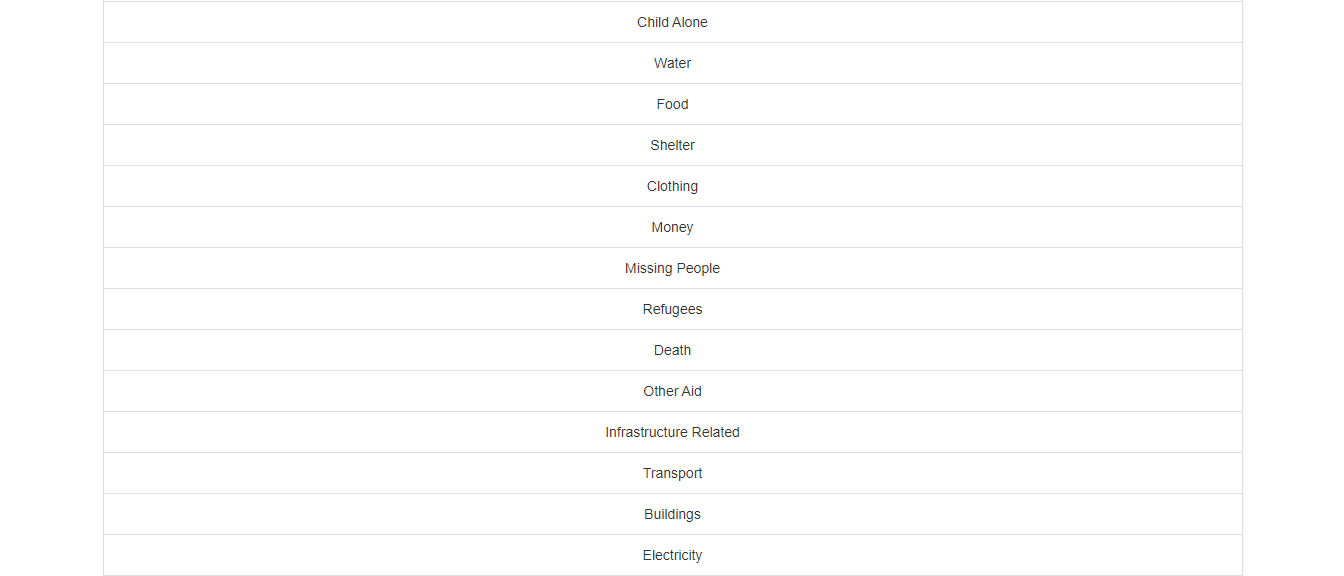 Child Alone
Water
Food
Shelter
Clothing
Money
Missing People
Refugees
Death
Other Aid
Infrastructure Related
Transport
Buildings
Electricity